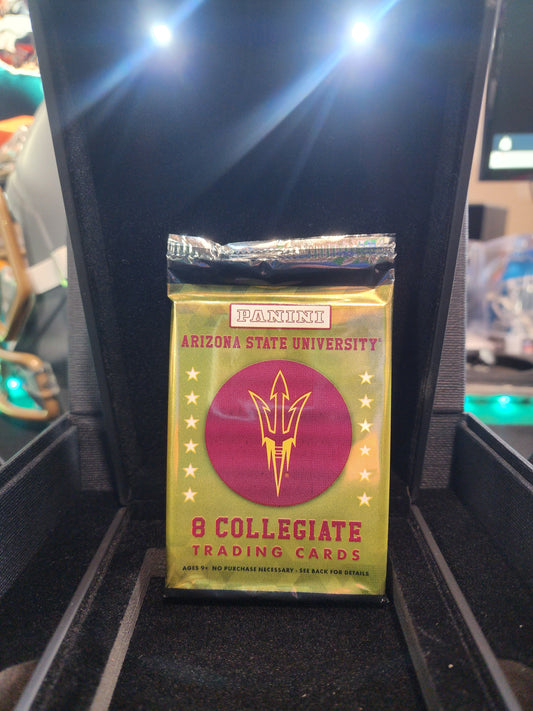 PANINI
ARIZONA STATE UNIVERSITY®
®
8 COLLEGIATE
TRADING CARDS
AGES 9+ NO PURCHASE NECESSARY - SEE BACK FOR DETAILS